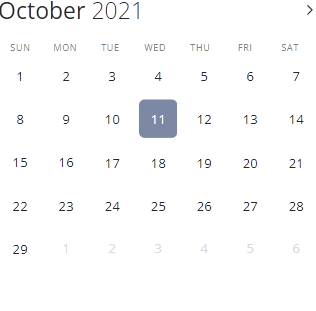 October 2021
SUN MON TUE WED THU FRI SAT
1 2 3 4 5 6 7
8 9 10 11 12 13 14
15 16 17 18 19 20 21
22 23 24 25 26 27 28
29 1 2 3 4 5 6